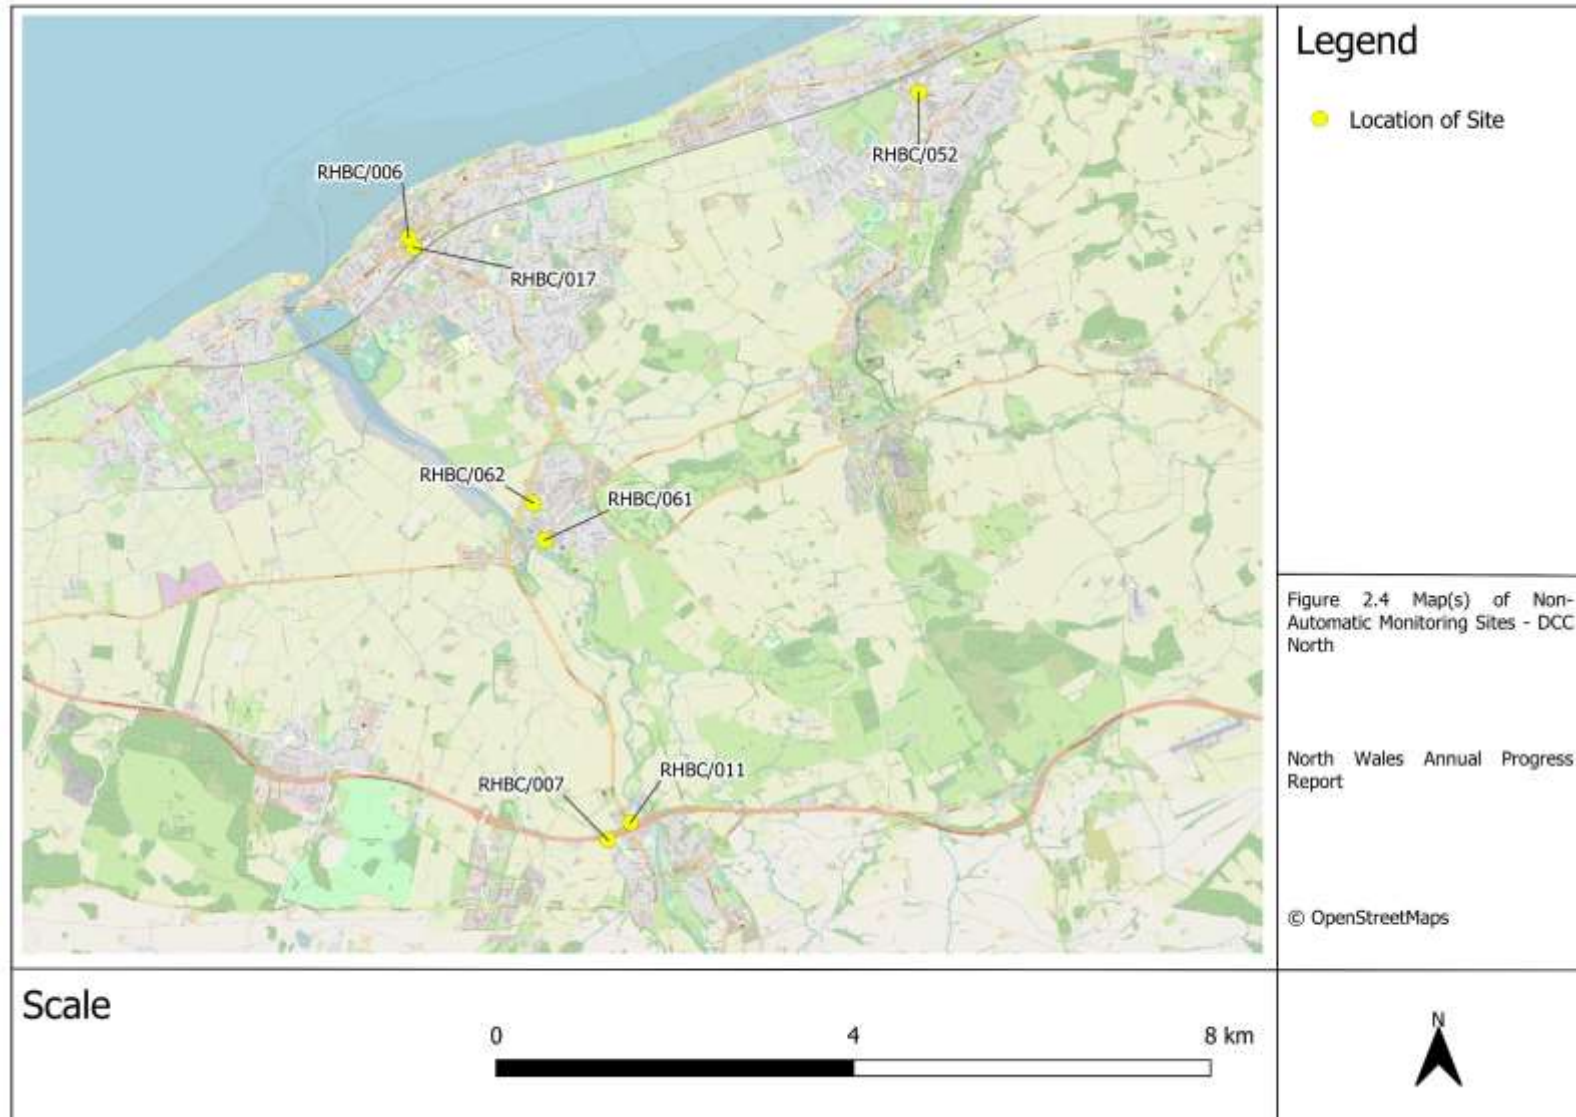 Legend
Location of Site
RHBC/052
RHBC/006
RHBC/017
RHBC/062
RHBC/061
RHBC/011
RHBC/007
Figure 2.4 Map(s) of Non-
Automatic Monitoring Sites - DCC
North
North Wales Annual Progress
Report
© OpenStreetMaps
Scale
0 4 8 km
N